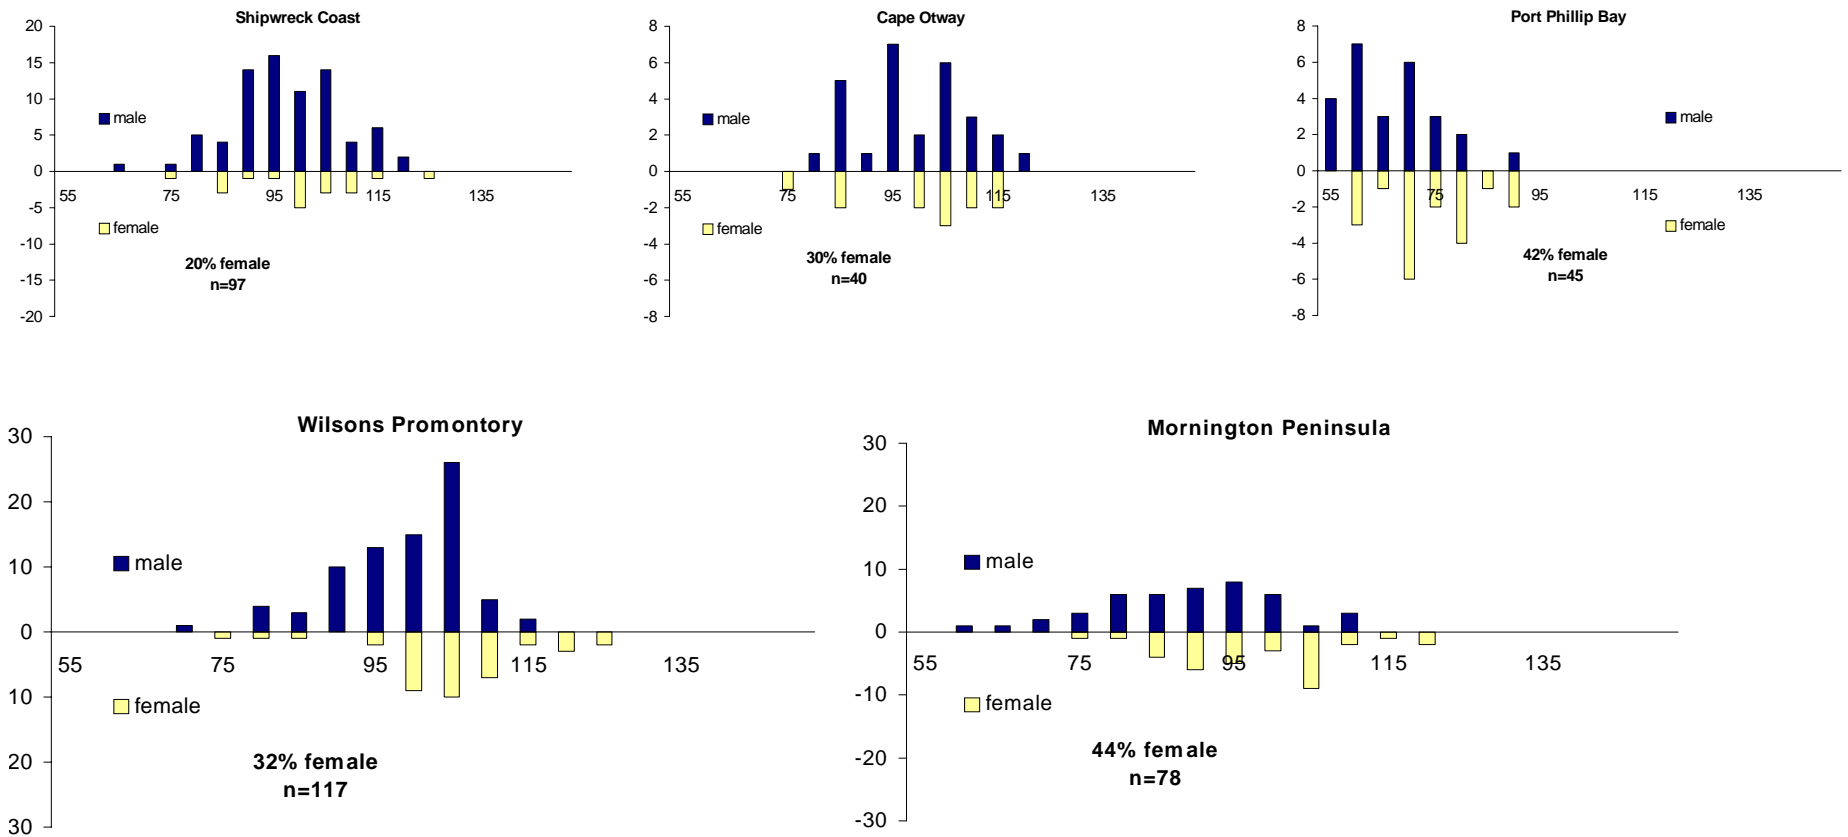 Shipwreck Coast
20
15
10
5
0
-5
-10
-15
-20
55 75 95 115 135
male
female
20% female
n=97
Cape Otway
8
6
4
2
0
-2
-4
-6
-8
55 75 95 115 135
male
female
30% female
n=40
Port Phillip Bay
8
6
4
2
0
-2
-4
-6
-8
55 75 95 115 135
male
female
42% female
n=45
Wilsons Promontory
30
20
10
0
10
20
30
55 75 95 115 135
male
female
32% female
n=117
Mornington Peninsula
30
20
10
0
-10
-20
-30
55 75 95 115 135
male
female
44% female
n=78